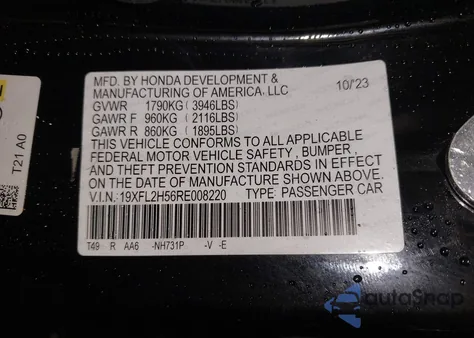 MFD. BY HONDA DEVELOPMENT &
MANUFACTURING OF AMERICA, LLC
10/'23
GVWR 1790KG ( 3946LBS)
GAWR F 960KG ( 2116LBS)
GAWR R 860KG ( 1895LBS)
THIS VEHICLE CONFORMS TO ALL APPLICABLE
FEDERAL MOTOR VEHICLE SAFETY , BUMPER ,
AND THEFT PREVENTION STANDARDS IN EFFECT
ON THE DATE OF MANUFACTURE SHOWN ABOVE.
V.I.N.:19XFL2H56RE008220 TYPE: PASSENGER CAR
T49 R AA6 -NH731P -V -E
T21 A0
autoSnap